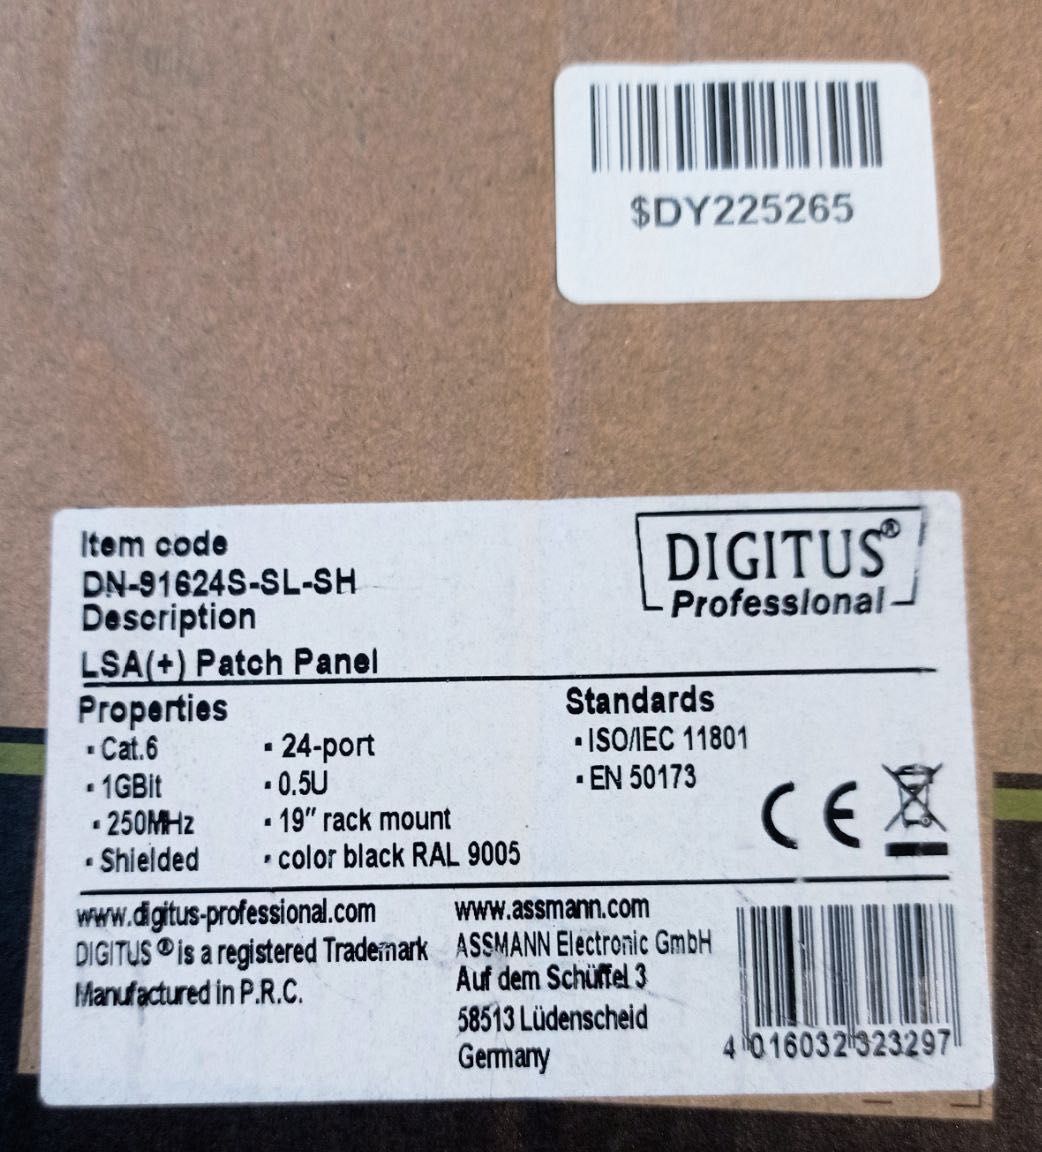 $DY225265
Item code
DN-91624S-SL-SH
Description
LSA(+) Patch Panel
DIGITUS®
Professional
Properties
▪ Cat.6
▪ 1GBit
▪ 250MHz
▪ Shielded
▪ 24-port
▪ 0.5U
▪ 19" rack mount
▪ color black RAL 9005
Standards
▪ ISO/IEC 11801
▪ EN 50173
CE
www.digitus-professional.com
DIGITUS ® is a registered Trademark
Manufactured in P.R.C.
www.assmann.com
ASSMANN Electronic GmbH
Auf dem Schüffel 3
58513 Lüdenscheid
Germany
4 016032 323297